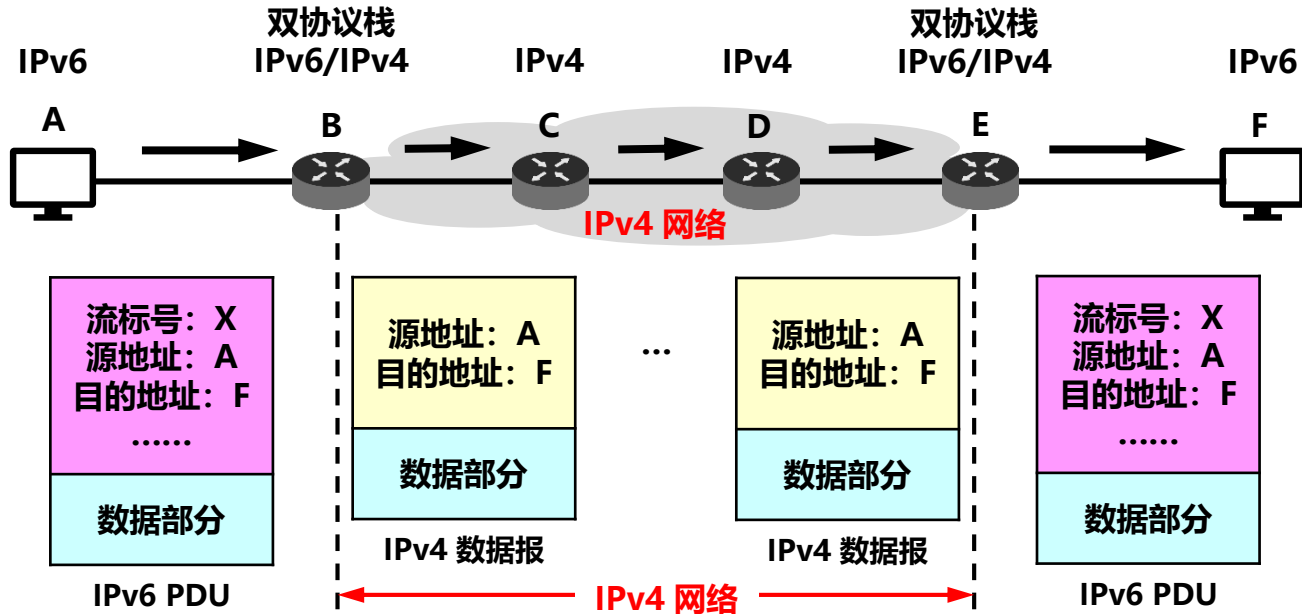 双协议栈
双协议栈
IPv6
IPv6/IPv4
IPv4
IPv4
IPv6/IPv4
IPv6
A
B
C
D
E
F
IPv4 网络
流标号：X
源地址：A
目的地址：F
……
数据部分
IPv6 PDU
源地址：A
目的地址：F
数据部分
IPv4 数据报
...
源地址：A
目的地址：F
数据部分
IPv4 数据报
流标号：X
源地址：A
目的地址：F
……
数据部分
IPv6 PDU
IPv4 网络